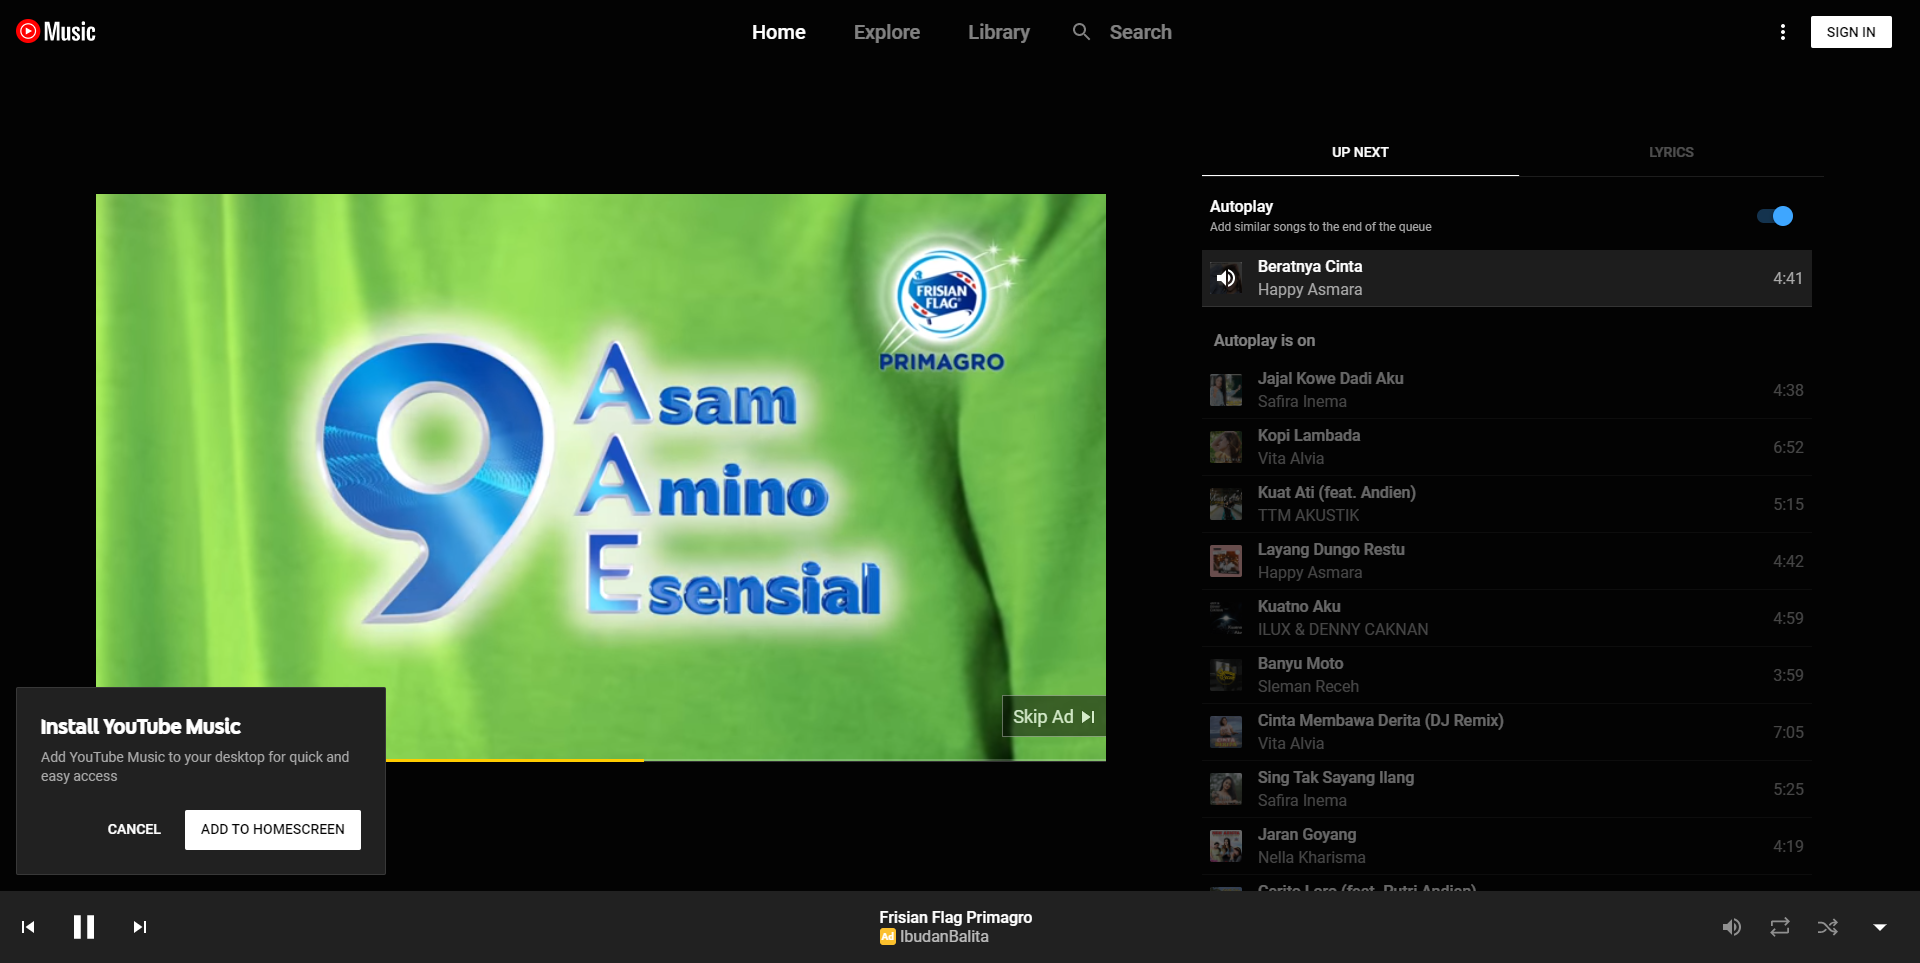 Music
Home
Explore
Library
Search
SIGN IN
UP NEXT
LYRICS
Autoplay
Add similar songs to the end of the queue
Beratnya Cinta
Happy Asmara
4:41
Autoplay is on
Jajal Kowe Dadi Aku
Safira Inema
4:38
Kopi Lambada
Vita Alvia
6:52
Kuat Ati (feat. Andien)
TTM AKUSTIK
5:15
Layang Dungo Restu
Happy Asmara
4:42
Kuatno Aku
ILUX & DENNY CAKNAN
4:59
Banyu Moto
Sleman Receh
3:59
Cinta Membawa Derita (DJ Remix)
Vita Alvia
7:05
Sing Tak Sayang Ilang
Safira Inema
5:25
Jaran Goyang
Nella Kharisma
4:19
FRISIAN
FLAG
PRIMAGRO
9
Asam
Amino
Esensial
Skip Ad
Install YouTube Music
Add YouTube Music to your desktop for quick and
easy access
CANCEL
ADD TO HOMESCREEN
Frisian Flag Primagro
Ad IbudanBalita